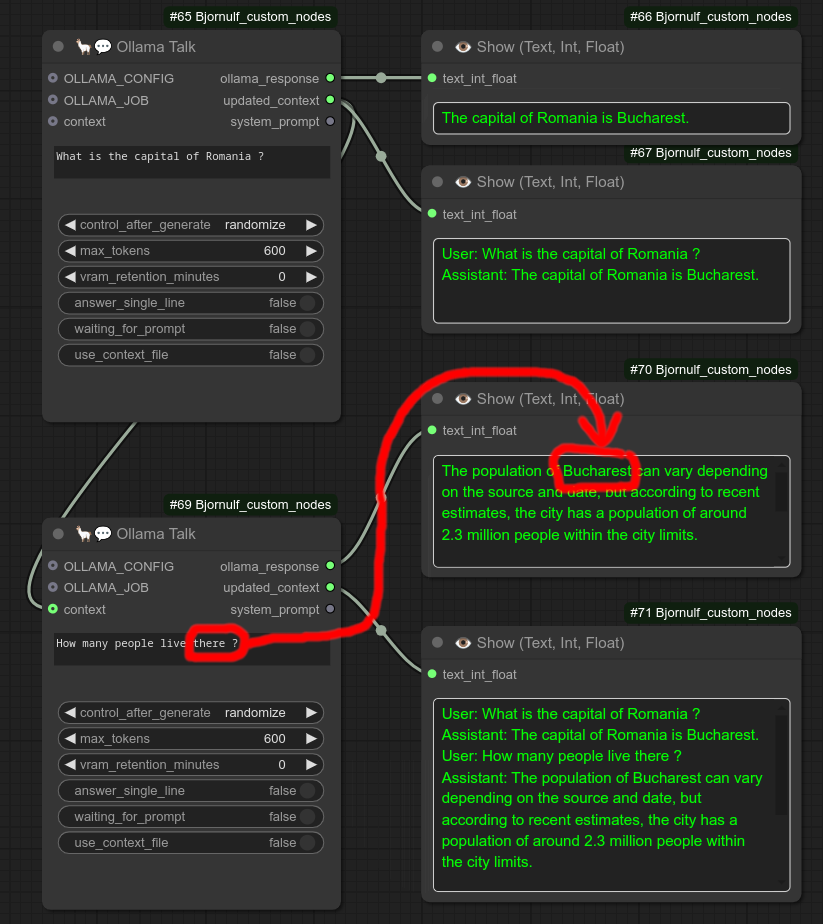 #65 Bjornulf_custom_nodes
🦙💬 Ollama Talk
OLLAMA_CONFIG
ollama_response
OLLAMA_JOB
updated_context
context
system_prompt
What is the capital of Romania ?
control_after_generate randomize
max_tokens 600
vram_retention_minutes 0
answer_single_line false
waiting_for_prompt false
use_context_file false
#66 Bjornulf_custom_nodes
👁️ Show (Text, Int, Float)
text_int_float
The capital of Romania is Bucharest.
#67 Bjornulf_custom_nodes
👁️ Show (Text, Int, Float)
text_int_float
User: What is the capital of Romania ?
Assistant: The capital of Romania is Bucharest.
#69 Bjornulf_custom_nodes
🦙💬 Ollama Talk
OLLAMA_CONFIG
ollama_response
OLLAMA_JOB
updated_context
context
system_prompt
How many people live there ?
control_after_generate randomize
max_tokens 600
vram_retention_minutes 0
answer_single_line false
waiting_for_prompt false
use_context_file false
#70 Bjornulf_custom_nodes
👁️ Show (Text, Int, Float)
text_int_float
The population of Bucharest can vary depending
on the source and date, but according to recent
estimates, the city has a population of around
2.3 million people within the city limits.
#71 Bjornulf_custom_nodes
👁️ Show (Text, Int, Float)
text_int_float
User: What is the capital of Romania ?
Assistant: The capital of Romania is Bucharest.
User: How many people live there ?
Assistant: The population of Bucharest can vary
depending on the source and date, but
according to recent estimates, the city has a
population of around 2.3 million people within
the city limits.